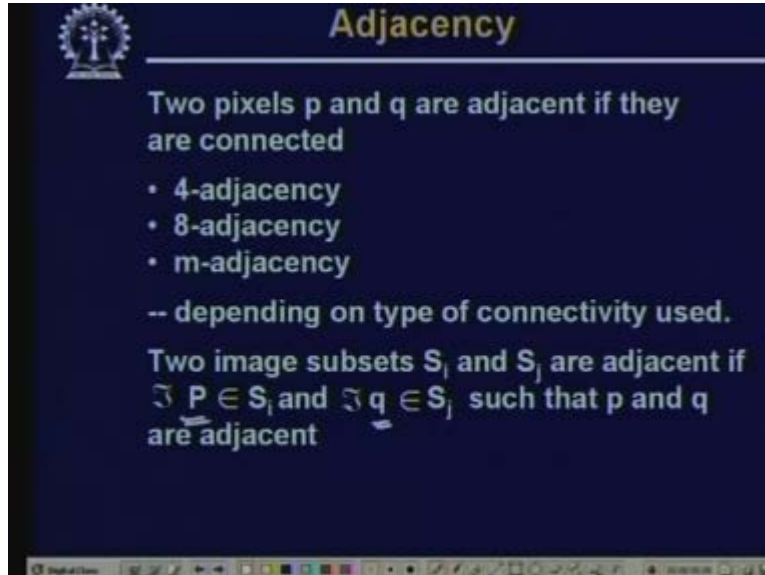 Adjacency
Two pixels p and q are adjacent if they
are connected
• 4-adjacency
• 8-adjacency
• m-adjacency
-- depending on type of connectivity used.
Two image subsets Sᵢ and Sⱼ are adjacent if
ℑ P ∈ Sᵢ and ℑ q ∈ Sⱼ such that p and q
are adjacent